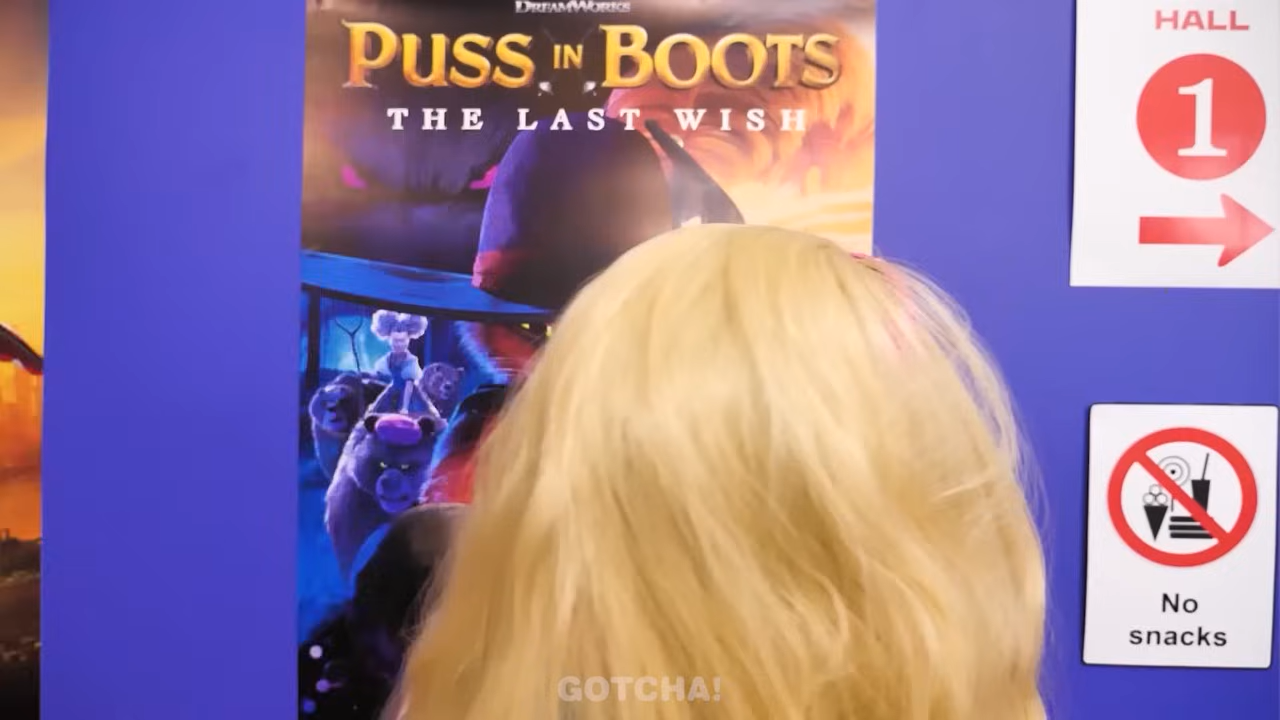 DREAMWORKS
PUSS IN BOOTS
THE LAST WISH
HALL
1
No
snacks
GOTCHA!